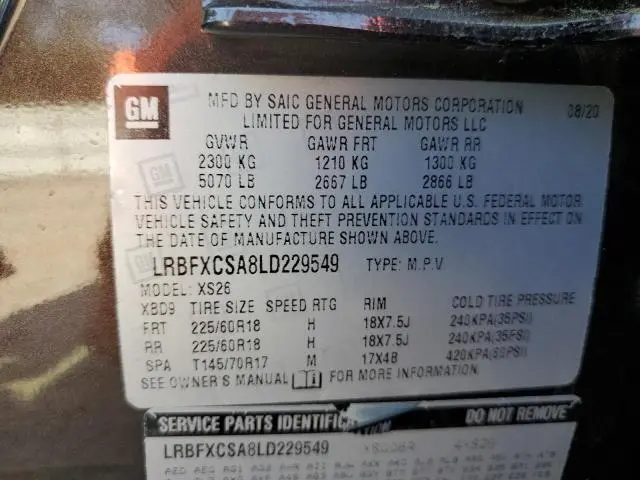 GM
MFD BY SAIC GENERAL MOTORS CORPORATION 08/20
LIMITED FOR GENERAL MOTORS LLC
GVWR GAWR FRT GAWR RR
2300 KG 1210 KG 1300 KG
5070 LB 2667 LB 2866 LB
THIS VEHICLE CONFORMS TO ALL APPLICABLE U.S. FEDERAL MOTOR
VEHICLE SAFETY AND THEFT PREVENTION STANDARDS IN EFFECT ON
THE DATE OF MANUFACTURE SHOWN ABOVE.
LRBFXCSA8LD229549 TYPE: M.P.V
MODEL: XS26
XBD9 TIRE SIZE SPEED RTG RIM COLD TIRE PRESSURE
FRT 225/60R18 H 18X7.5J 240KPA(35PSI)
RR 225/60R18 H 18X7.5J 240KPA(35PSI)
SPA T145/70R17 M 17X4B 420KPA(60PSI)
SEE OWNER'S MANUAL FOR MORE INFORMATION.
SERVICE PARTS IDENTIFICATION DO NOT REMOVE
LRBFXCSA8LD229549